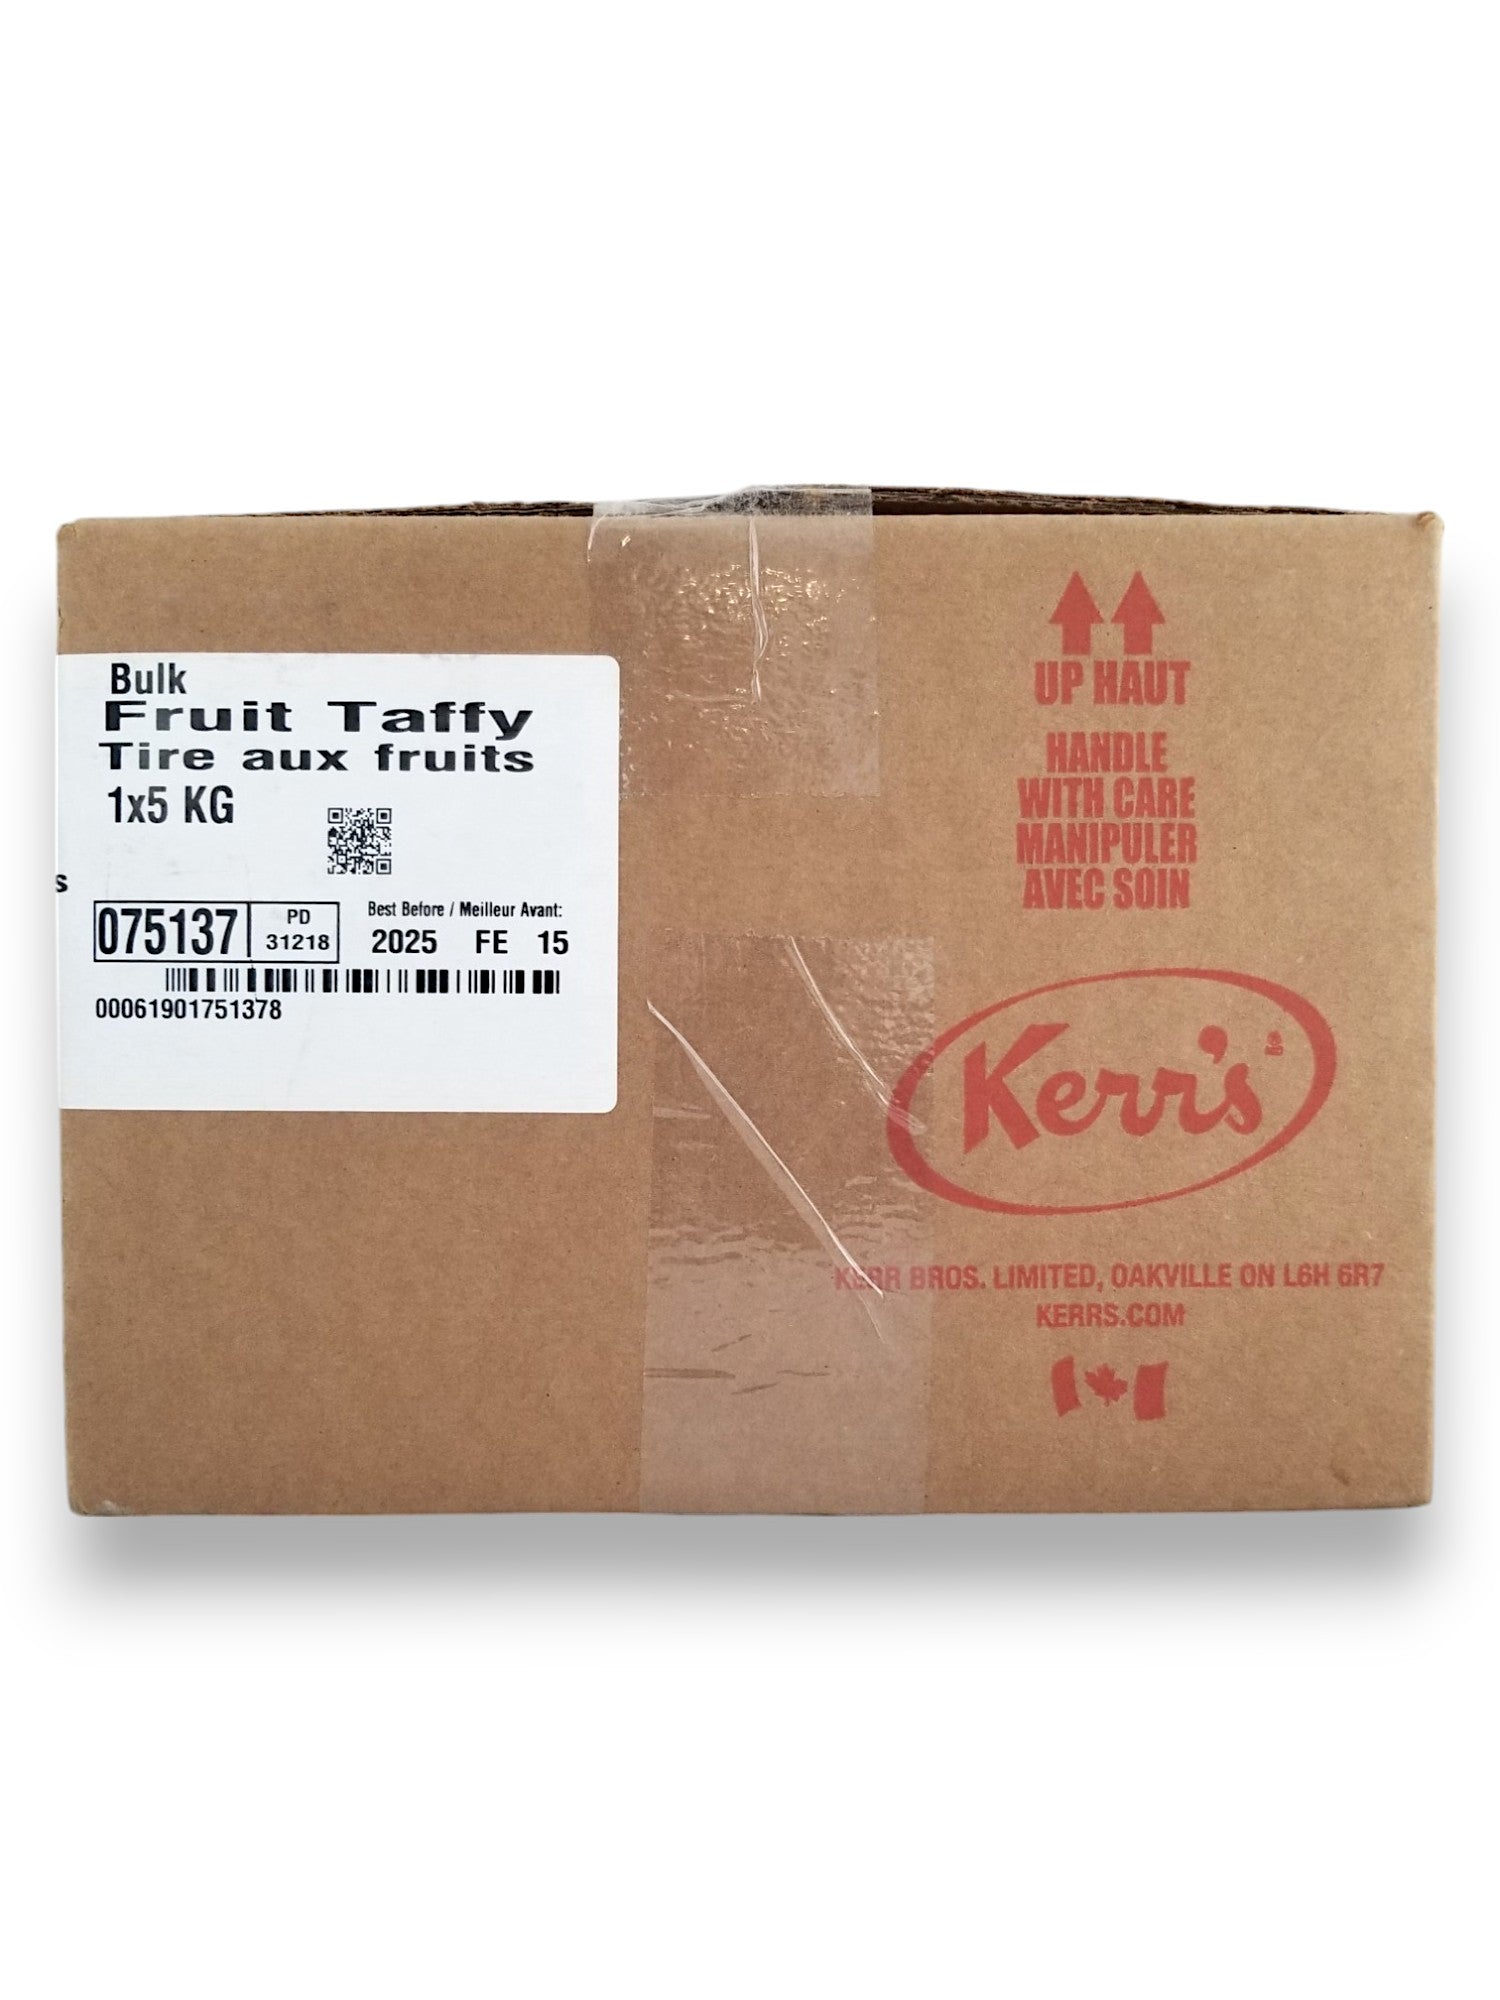 Bulk
Fruit Taffy
Tire aux fruits
1x5 KG
s
075137
PD
31218
Best Before / Meilleur Avant:
2025 FE 15
00061901751378
UP HAUT
HANDLE
WITH CARE
MANIPULER
AVEC SOIN
Kerr's
KERR BROS. LIMITED, OAKVILLE ON L6H 6R7
KERRS.COM